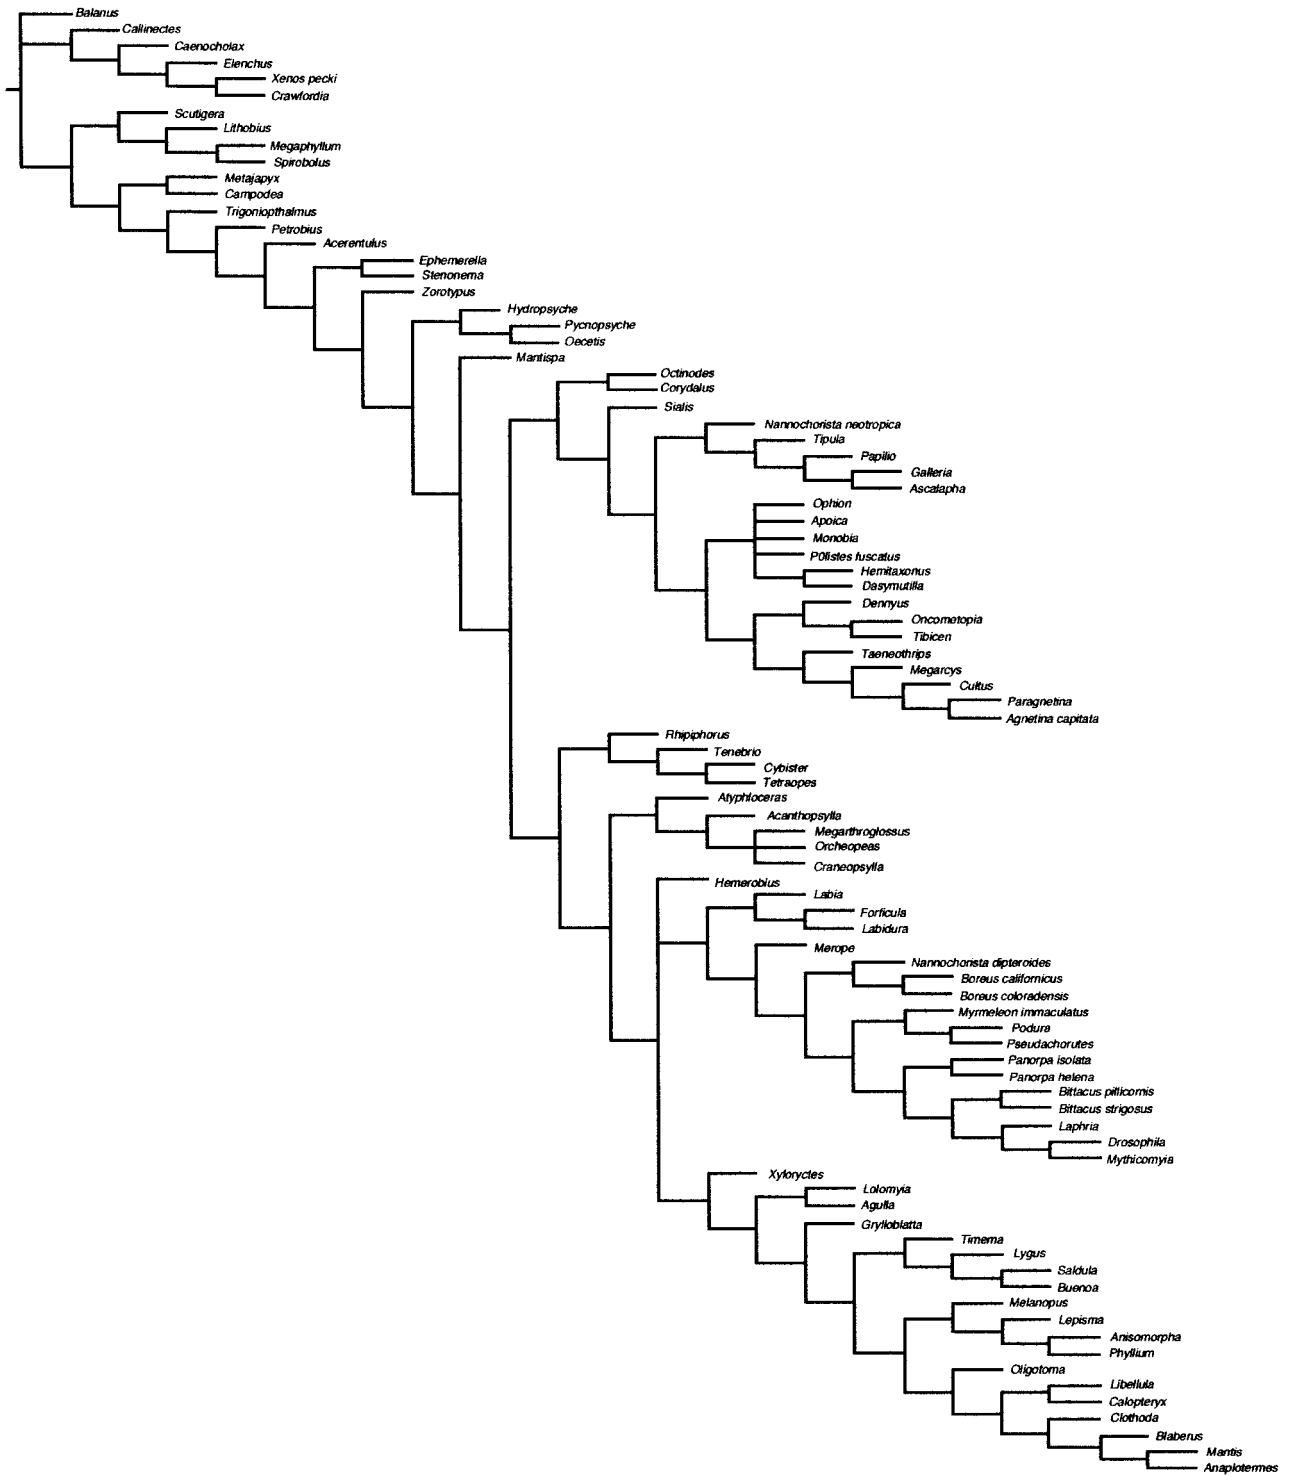 Balanus
Callinectes
Caenocholax
Elenchus
Xenos pecki
Crawfordia
Scutigera
Lithobius
Megaphyllum
Spirobolus
Metajapyx
Campodea
Trigoniopthalmus
Petrobius
Acerentulus
Ephemerella
Stenonema
Zorotypus
Hydropsyche
Pycnopsyche
Oecetis
Mantispa
Octinodes
Corydalus
Sialis
Nannochorista neotropica
Tipula
Papilio
Galleria
Ascalapha
Ophion
Apoica
Monobia
P0listes fuscatus
Hemitaxonus
Dasymutilla
Dennyus
Oncometopia
Tibicen
Taeneothrips
Megarcys
Cultus
Paragnetina
Agnetina capitata
Rhipiphorus
Tenebrio
Cybister
Tetraopes
Atyphloceras
Acanthopsylla
Megarthroglossus
Orcheopeas
Craneopsylla
Hemerobius
Labia
Forficula
Labidura
Merope
Nannochorista dipteroides
Boreus californicus
Boreus coloradensis
Myrmeleon immaculatus
Podura
Pseudachorutes
Panorpa isolata
Panorpa helena
Bittacus pillicornis
Bittacus strigosus
Laphria
Drosophila
Mythicomyia
Xyloryctes
Lolomyia
Agulla
Grylloblatta
Timema
Lygus
Saldula
Buenoa
Melanopus
Lepisma
Anisomorpha
Phyllium
Oligotoma
Libellula
Calopteryx
Clothoda
Blaberus
Mantis
Anaplotermes